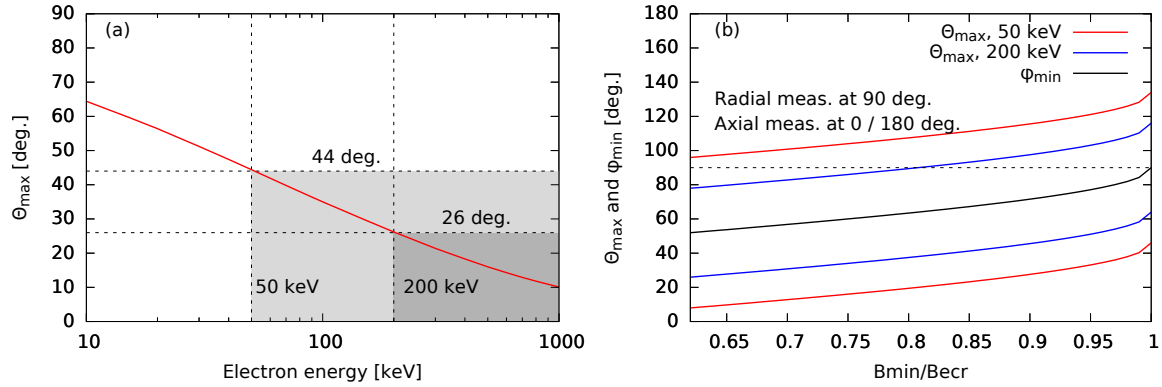 (a)
90
80
70
60
50
40
30
20
10
0
Θmax [deg.]
44 deg.
26 deg.
50 keV
200 keV
10
100
1000
Electron energy [keV]
(b)
180
160
140
120
100
80
60
40
20
0
Θmax and φmin [deg.]
Θmax, 50 keV
Θmax, 200 keV
φmin
Radial meas. at 90 deg.
Axial meas. at 0 / 180 deg.
0.65 0.7 0.75 0.8 0.85 0.9 0.95 1
Bmin/Becr